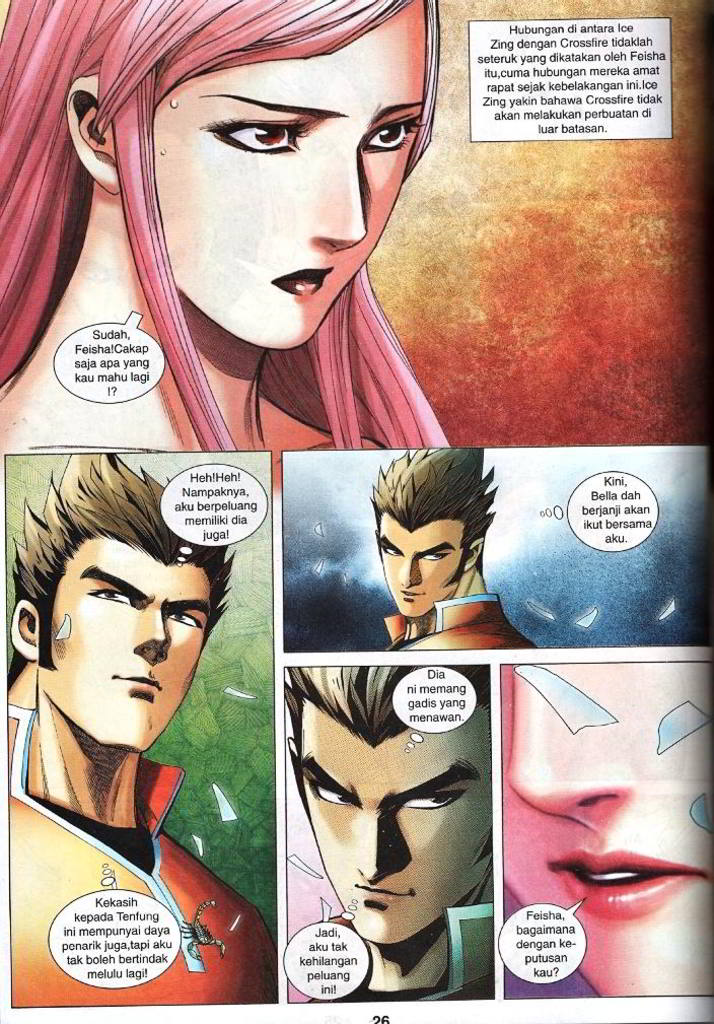 Hubungan di antara Ice
Zing dengan Crossfire tidaklah
seteruk yang dikatakan oleh Feisha
itu,cuma hubungan mereka amat
rapat sejak kebelakangan ini.Ice
Zing yakin bahawa Crossfire tidak
akan melakukan perbuatan di
luar batasan.
Sudah,
Feisha!Cakap
saja apa yang
kau mahu lagi
!?
Heh!Heh!
Nampaknya,
aku berpeluang
memiliki dia
juga!
Kekasih
kepada Tenfung
ini mempunyai daya
penarik juga,tapi aku
tak boleh bertindak
melulu lagi!
Kini,
Bella dah
berjanji akan
ikut bersama
aku.
Dia
ni memang
gadis yang
menawan.
Jadi,
aku tak
kehilangan
peluang
ini!
Feisha,
bagaimana
dengan ke-
putusan
kau?
26